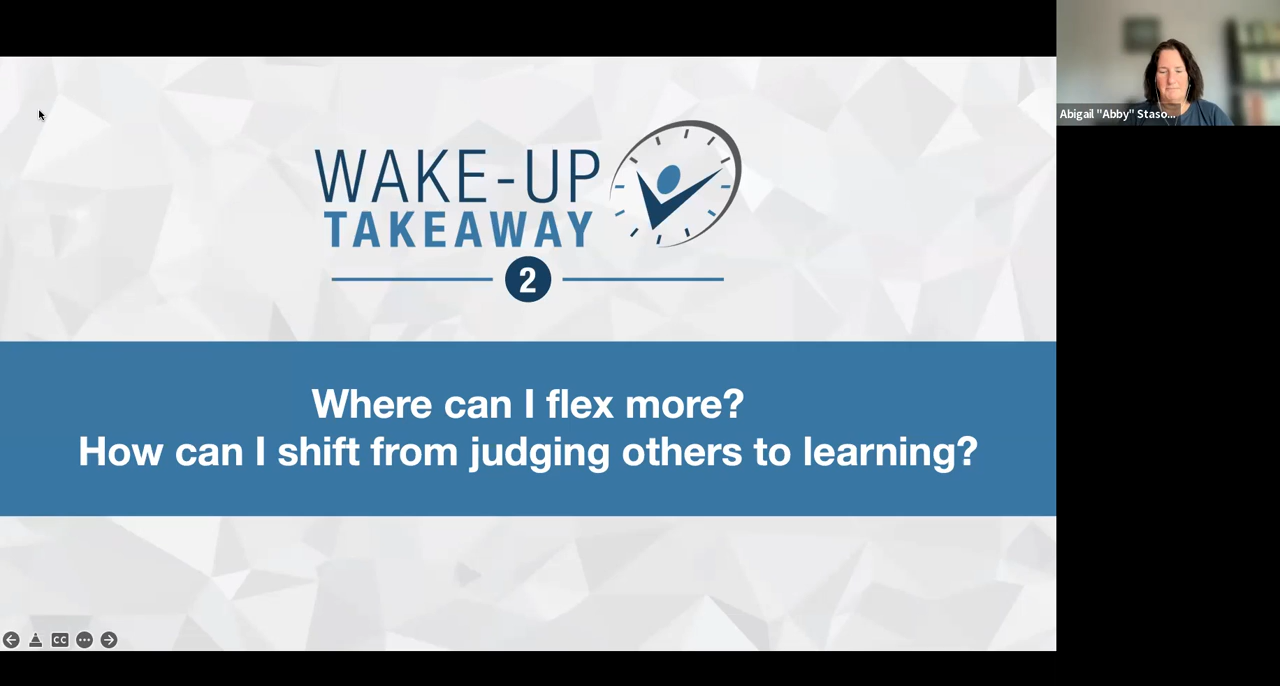 WAKE-UP
TAKEAWAY
2
Where can I flex more?
How can I shift from judging others to learning?
Abigail "Abby" Staso...
CC